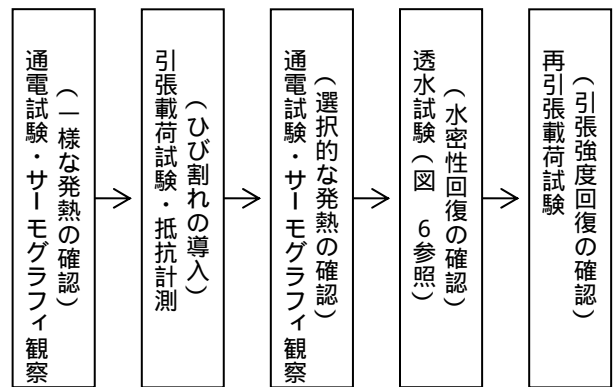 通電試験・サーモグラフィ観察
（一様な発熱の確認）
引張載荷試験・抵抗計測
（ひび割れの導入）
通電試験・サーモグラフィ観察
（選択的な発熱の確認）
透水試験（図 6参照）
（水密性回復の確認）
再引張載荷試験
（引張強度回復の確認）